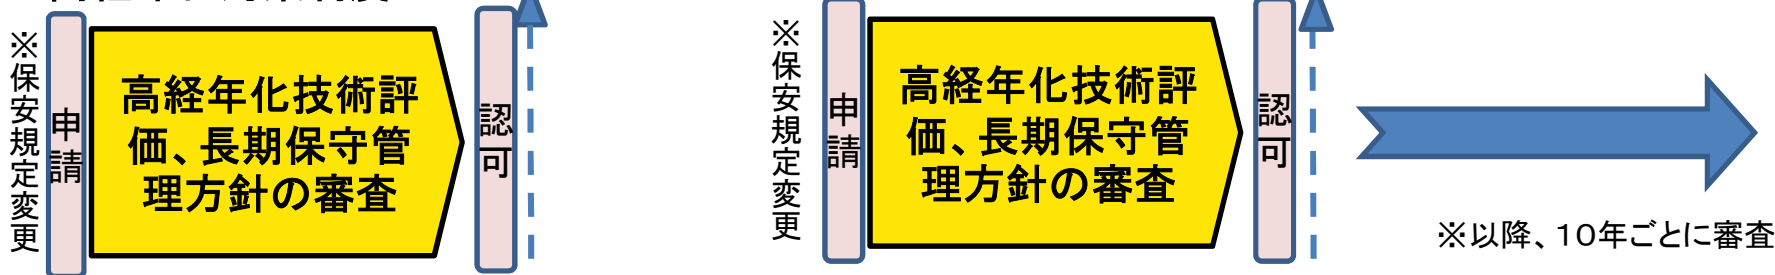 ※保安規定変更
申請
高経年化技術評
価、長期保守管
理方針の審査
認可
※保安規定変更
申請
高経年化技術評
価、長期保守管
理方針の審査
認可
※以降、10年ごとに審査